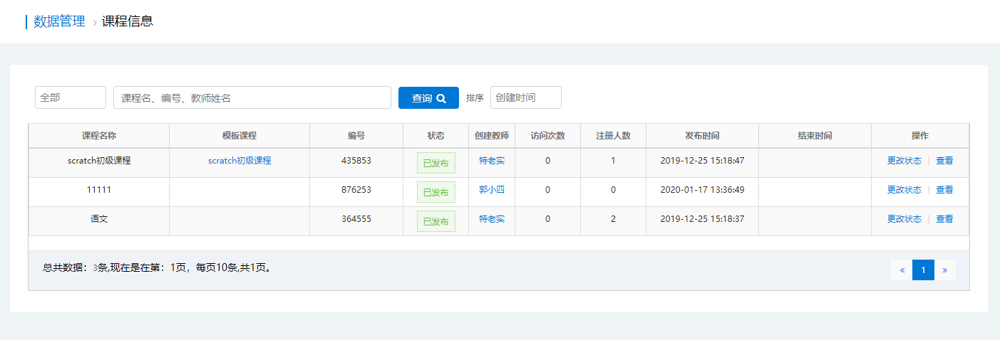 数据管理 › 课程信息
全部 课程名、编号、教师姓名 查询 排序 创建时间
课程名称 模板课程 编号 状态 创建教师 访问次数 注册人数 发布时间 结束时间 操作
scratch初级课程 scratch初级课程 435853 已发布 特老实 0 1 2019-12-25 15:18:47 更改状态 | 查看
11111 876253 已发布 郭小四 0 0 2020-01-17 13:36:49 更改状态 | 查看
语文 364555 已发布 特老实 0 2 2019-12-25 15:18:37 更改状态 | 查看
总共数据：3条,现在是在第：1页，每页10条,共1页。 « 1 »